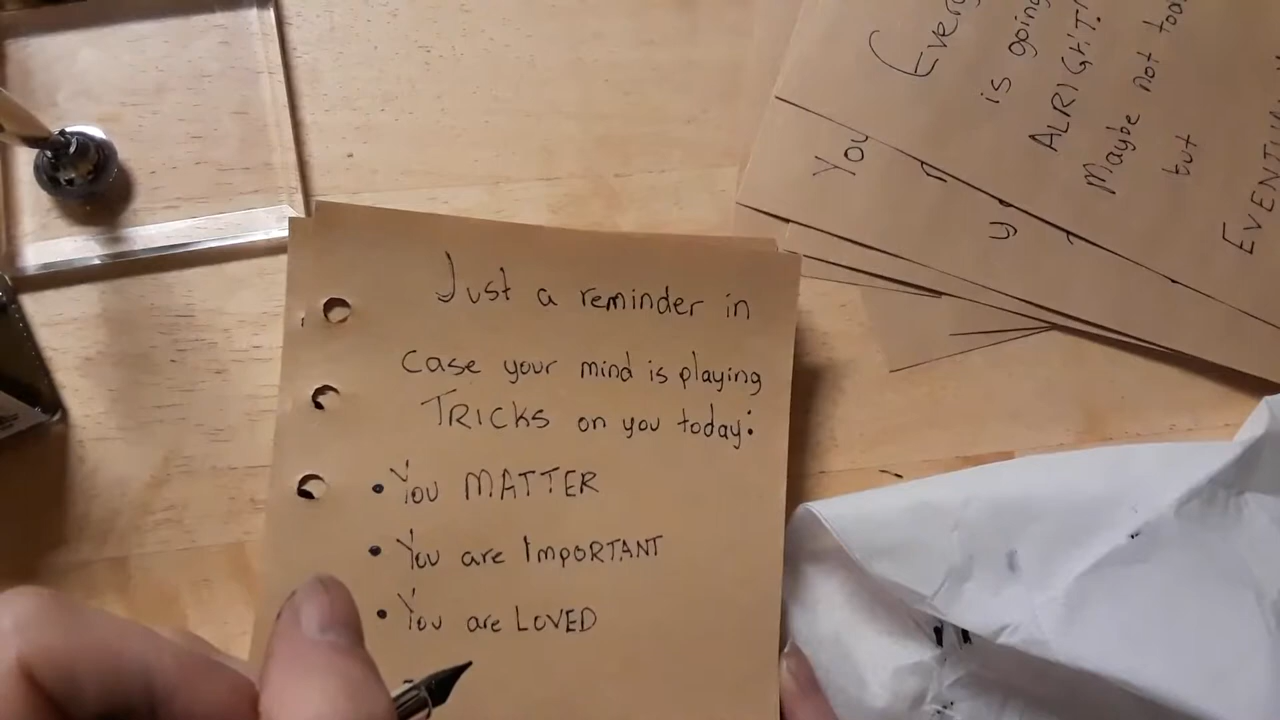 Just a reminder in
case your mind is playing
TRICKS on you today:
• You MATTER
• You are IMPORTANT
• You are LOVED
is going
ALRIGHT.
Maybe not
but
You